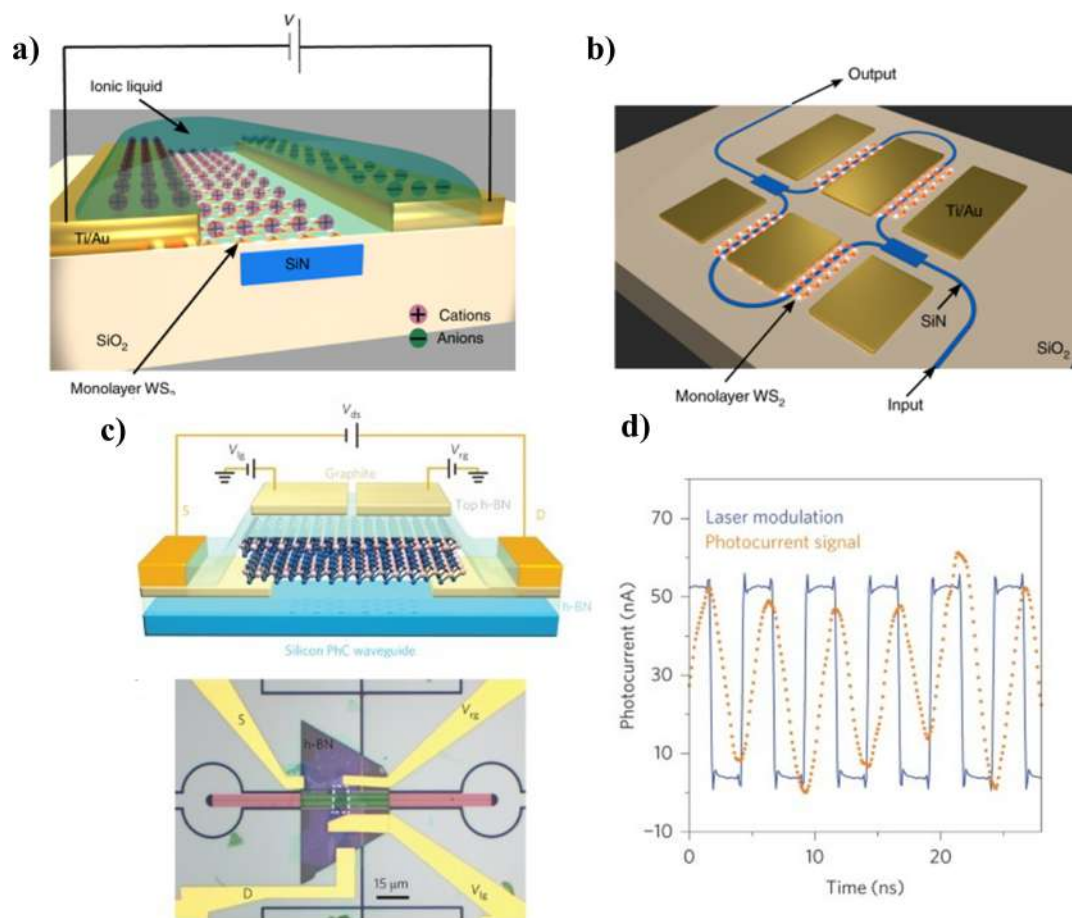 a)
V
Ionic liquid
Ti/Au
SiN
SiO2
+ Cations
− Anions
Monolayer WS2
b)
Output
Ti/Au
SiN
SiO2
Monolayer WS2
Input
c)
Vds
Vlg
Vrg
Graphite
Top h-BN
S
D
h-BN
Silicon PhC waveguide
S
Vrg
h-BN
D
15 µm
Vlg
d)
Laser modulation
Photocurrent signal
70
50
30
10
−10
Photocurrent (nA)
0
10
20
Time (ns)